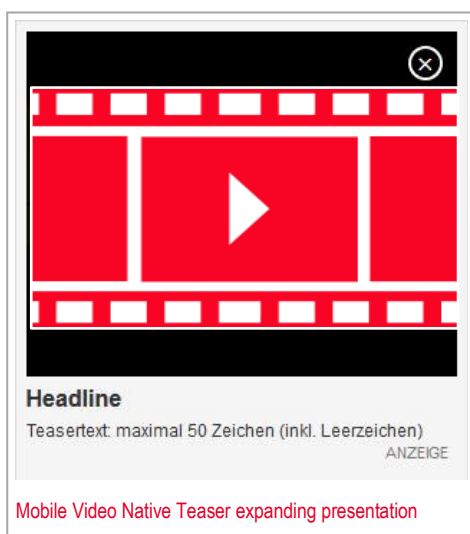 Headline
Teasertext: maximal 50 Zeichen (inkl. Leerzeichen)
ANZEIGE
Mobile Video Native Teaser expanding presentation